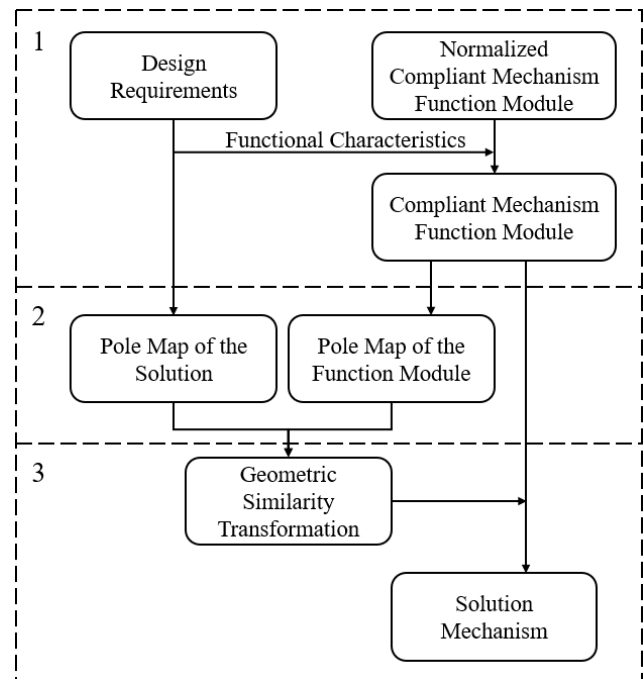 1
Design
Requirements
Normalized
Compliant Mechanism
Function Module
Functional Characteristics
Compliant Mechanism
Function Module
2
Pole Map of the
Solution
Pole Map of the
Function Module
3
Geometric
Similarity
Transformation
Solution
Mechanism